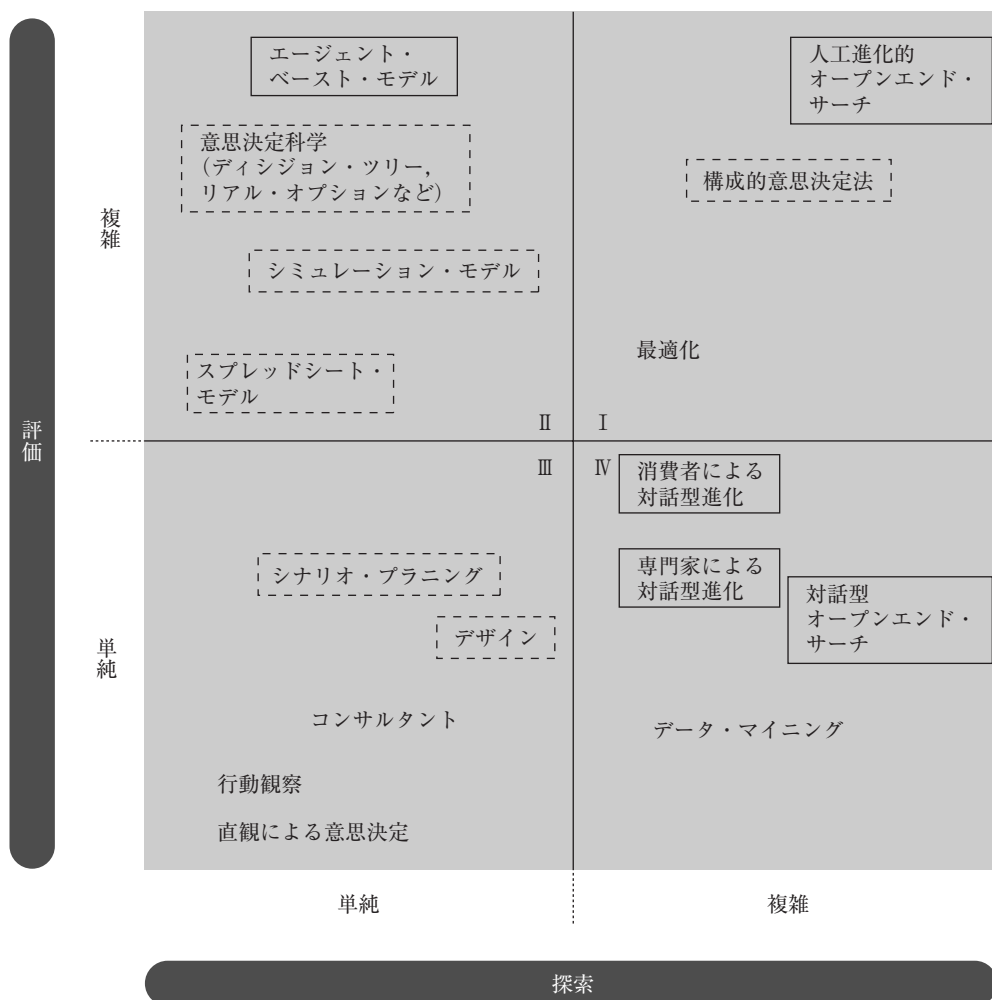 エージェント・
ベースト・モデル
人工進化的
オープンエンド・
サーチ
意思決定科学
（ディシジョン・ツリー，
リアル・オプションなど）
構成的意思決定法
複雑
シミュレーション・モデル
最適化
スプレッドシート・
モデル
Ⅱ
Ⅰ
評価
Ⅲ
Ⅳ
消費者による
対話型進化
シナリオ・プラニング
専門家による
対話型進化
対話型
オープンエンド・
サーチ
デザイン
単純
コンサルタント
データ・マイニング
行動観察
直観による意思決定
単純
複雑
探索